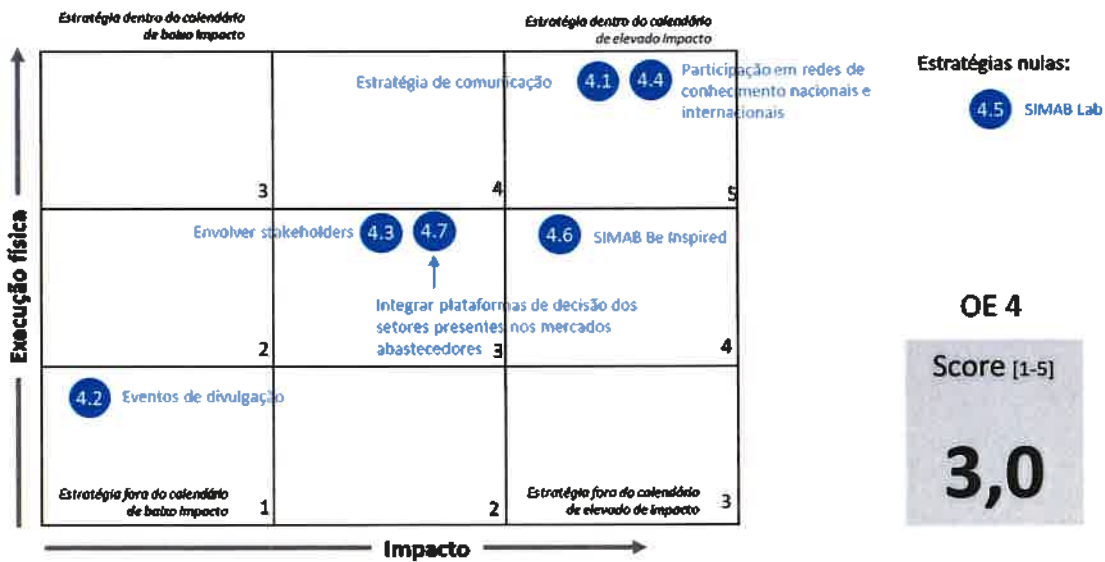 Estratégia dentro do calendário
de baixo impacto
Estratégia dentro do calendário
de elevado impacto
Estratégia de comunicação
4.1
4.4
Participação em redes de
conhecimento nacionais e
internacionais
Estratégias nulas:
4.5
SIMAB Lab
3
4
5
Execução física
Envolver stakeholders
4.3
4.7
4.6
SIMAB Be Inspired
Integrar plataformas de decisão dos
setores presentes nos mercados
abastecedores
2
3
4
OE 4
Score [1-5]
3,0
4.2
Eventos de divulgação
Estratégia fora do calendário
de baixo impacto
1
2
Estratégia fora do calendário
de elevado de impacto
3
Impacto